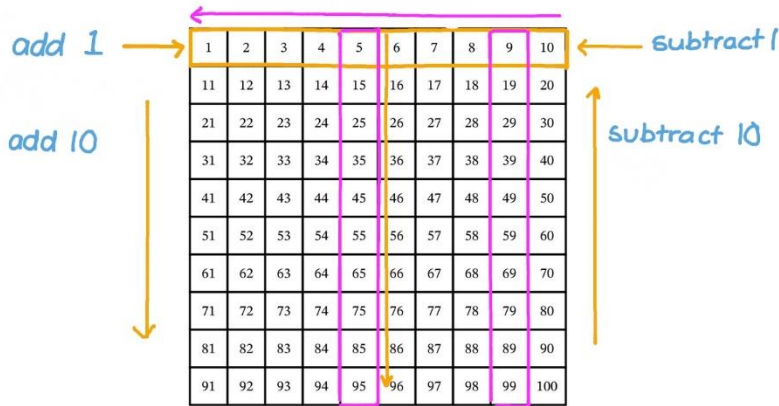 add 1
subtract 1
1 2 3 4 5 6 7 8 9 10
11 12 13 14 15 16 17 18 19 20
add 10
subtract 10
21 22 23 24 25 26 27 28 29 30
31 32 33 34 35 36 37 38 39 40
41 42 43 44 45 46 47 48 49 50
51 52 53 54 55 56 57 58 59 60
61 62 63 64 65 66 67 68 69 70
71 72 73 74 75 76 77 78 79 80
81 82 83 84 85 86 87 88 89 90
91 92 93 94 95 96 97 98 99 100